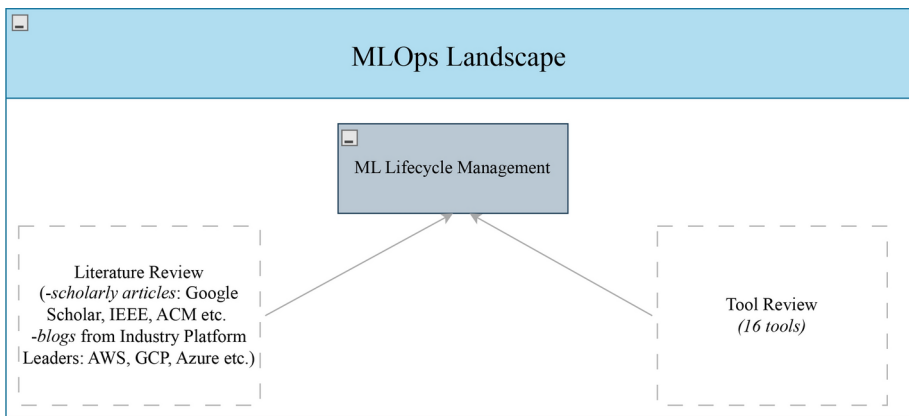 MLOps Landscape
ML Lifecycle Management
Literature Review
(-scholarly articles: Google
Scholar, IEEE, ACM etc.
-blogs from Industry Platform
Leaders: AWS, GCP, Azure etc.)
Tool Review
(16 tools)